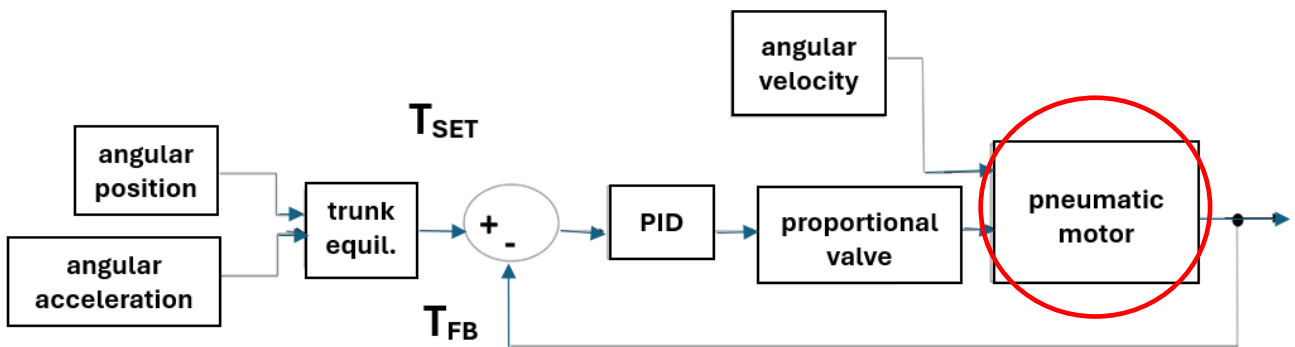 angular
velocity
T_SET
angular
position
trunk
equil.
+
-
PID
proportional
valve
pneumatic
motor
angular
acceleration
T_FB